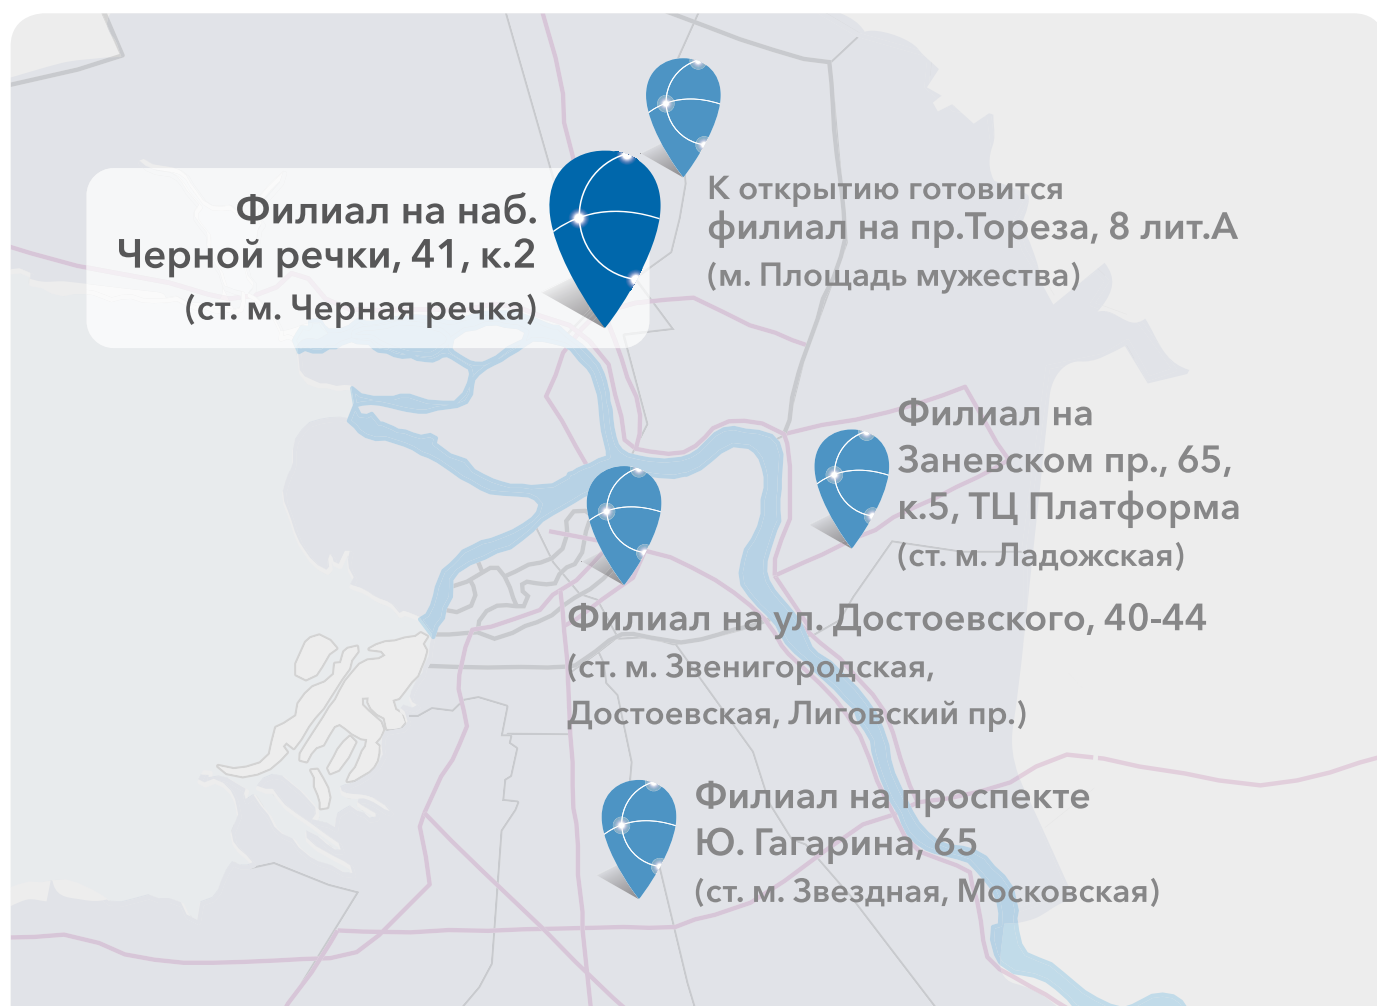 Филиал на наб.
Черной речки, 41, к.2
(ст. м. Черная речка)
К открытию готовится
филиал на пр.Тореза, 8 лит.А
(м. Площадь мужества)
Филиал на
Заневском пр., 65,
к.5, ТЦ Платформа
(ст. м. Ладожская)
Филиал на ул. Достоевского, 40-44
(ст. м. Звенигородская,
Достоевская, Лиговский пр.)
Филиал на проспекте
Ю. Гагарина, 65
(ст. м. Звездная, Московская)